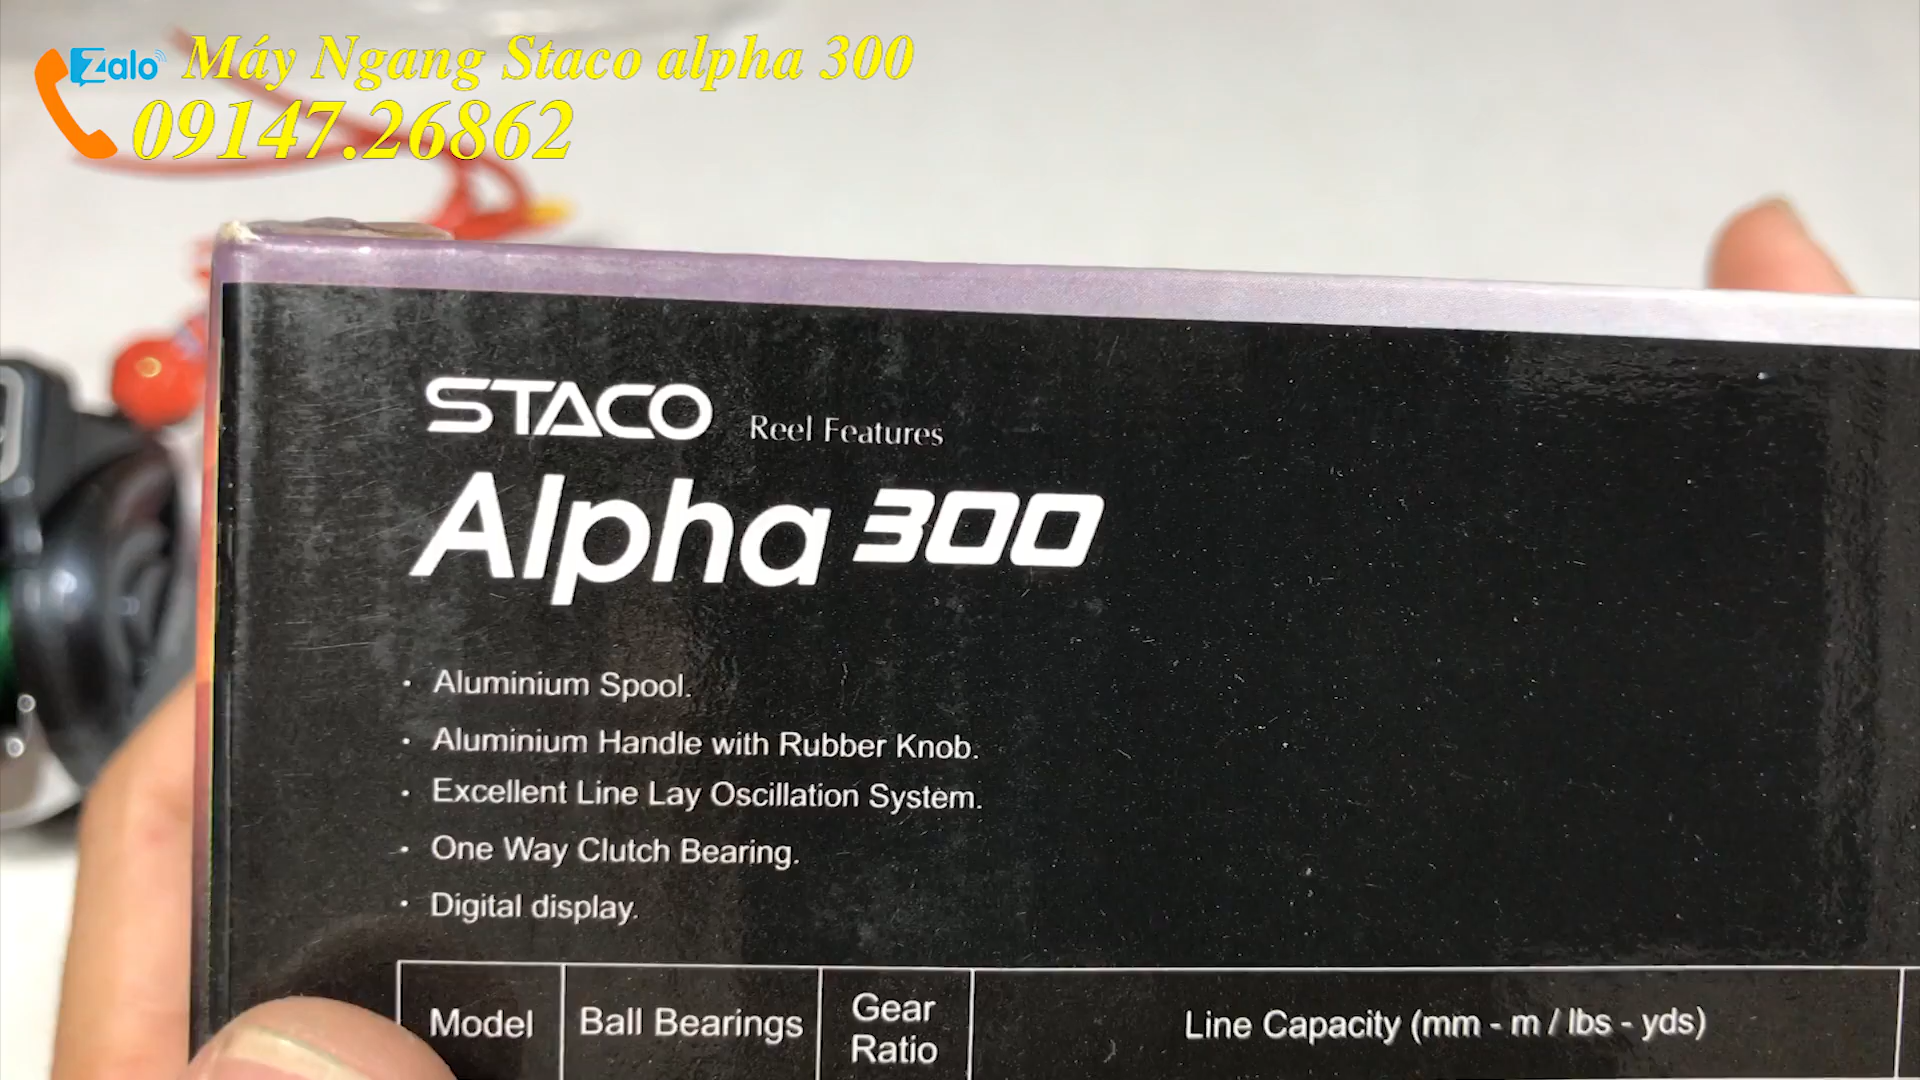 Zalo Máy Ngang Staco alpha 300
09147.26862
STACO Reel Features
Alpha 300
· Aluminium Spool.
· Aluminium Handle with Rubber Knob.
· Excellent Line Lay Oscillation System.
· One Way Clutch Bearing.
· Digital display.
Model Ball Bearings Gear Ratio Line Capacity (mm - m / lbs - yds)